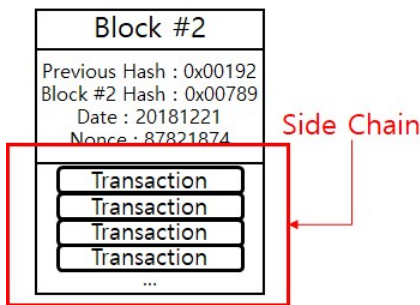 Block #2
Previous Hash : 0x00192
Block #2 Hash : 0x00789
Date : 20181221
Nonce : 87821874
Side Chain
Transaction
Transaction
Transaction
Transaction
...